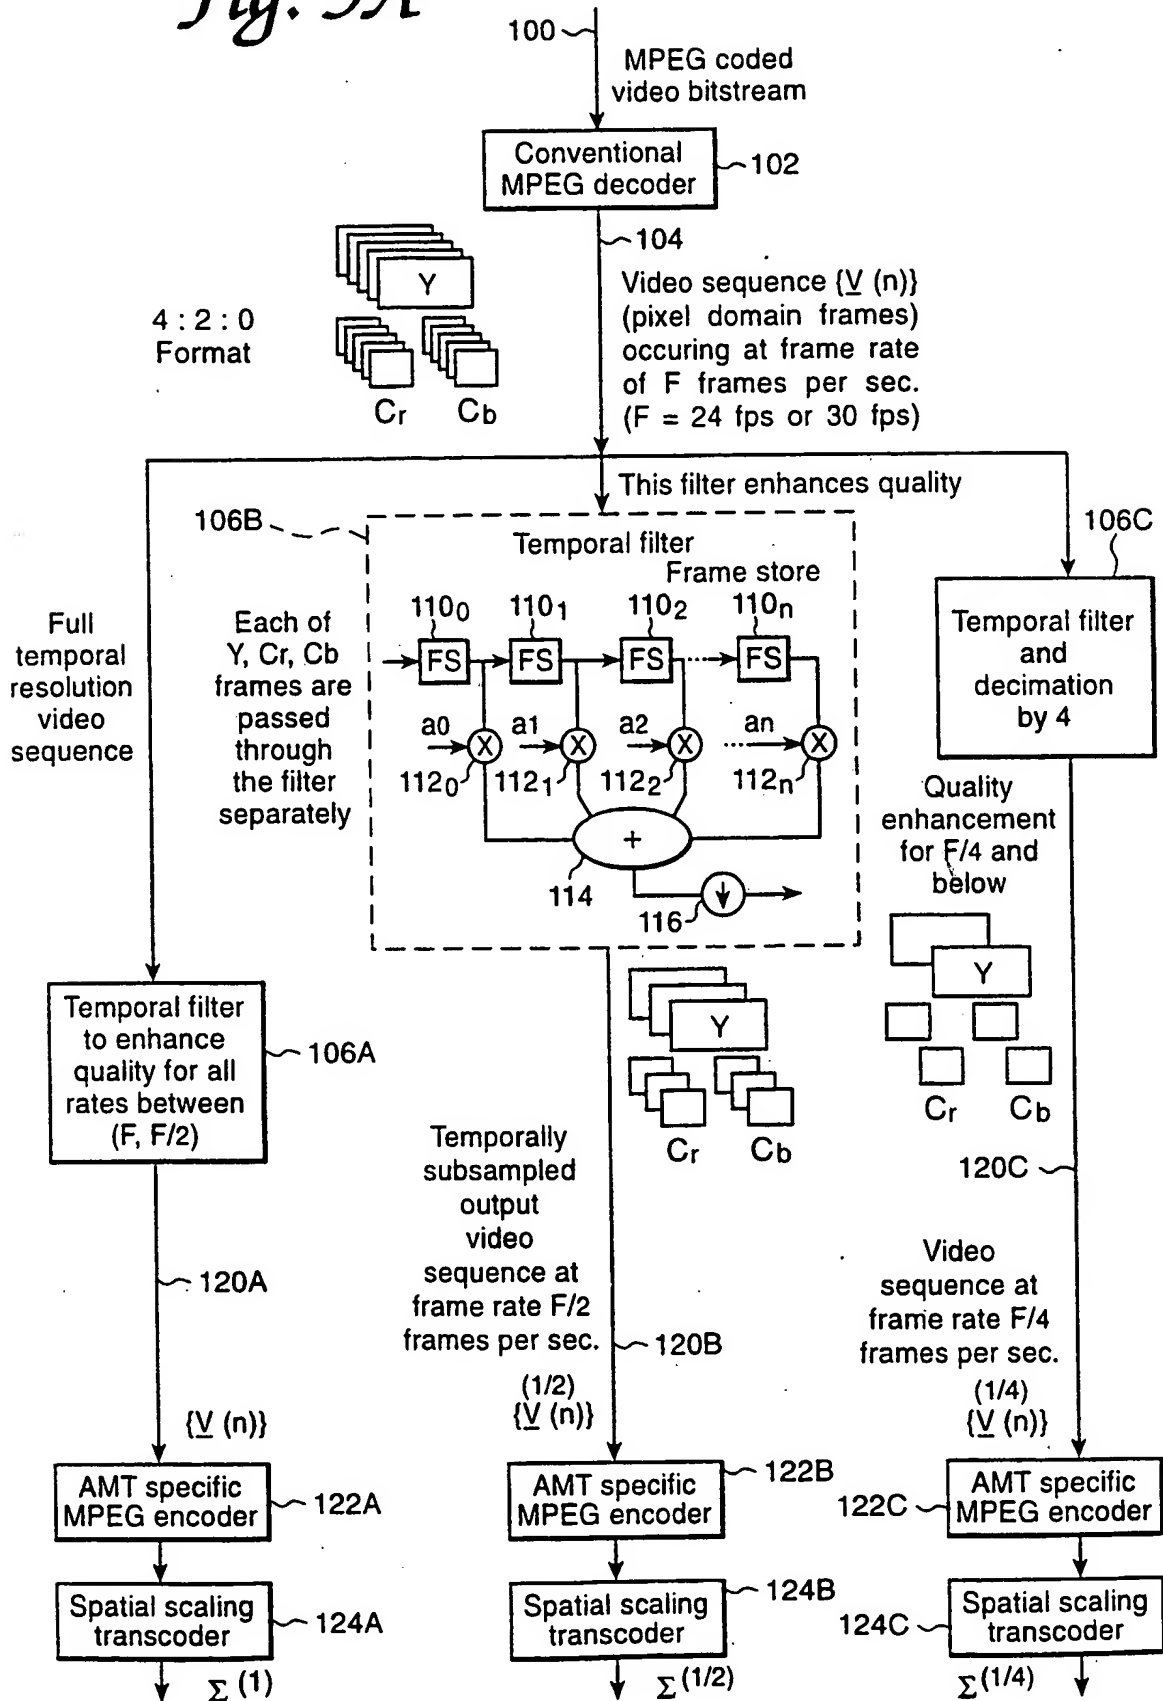 100
MPEG coded
video bitstream
Conventional
MPEG decoder
102
104
4 : 2 : 0
Format
Y
Cr
Cb
Video sequence {V (n)}
(pixel domain frames)
occuring at frame rate
of F frames per sec.
(F = 24 fps or 30 fps)
This filter enhances quality
106B
106C
Temporal filter
Frame store
110₀
110₁
110₂
110n
FS
FS
FS
FS
a0
a1
a2
an
X
X
X
X
112₀
112₁
112₂
112n
+
114
116
Full
temporal
resolution
video
sequence
Each of
Y, Cr, Cb
frames are
passed
through
the filter
separately
Temporal filter
and
decimation
by 4
Quality
enhancement
for F/4 and
below
Y
Cr
Cb
Y
Cr
Cb
Temporal filter
to enhance
quality for all
rates between
(F, F/2)
106A
120A
Temporally
subsampled
output
video
sequence at
frame rate F/2
frames per sec.
120B
120C
Video
sequence at
frame rate F/4
frames per sec.
{V (n)}
(1/2)
{V (n)}
(1/4)
{V (n)}
AMT specific
MPEG encoder
122A
AMT specific
MPEG encoder
122B
AMT specific
MPEG encoder
122C
Spatial scaling
transcoder
124A
Spatial scaling
transcoder
124B
Spatial scaling
transcoder
124C
Σ (1)
Σ (1/2)
Σ (1/4)